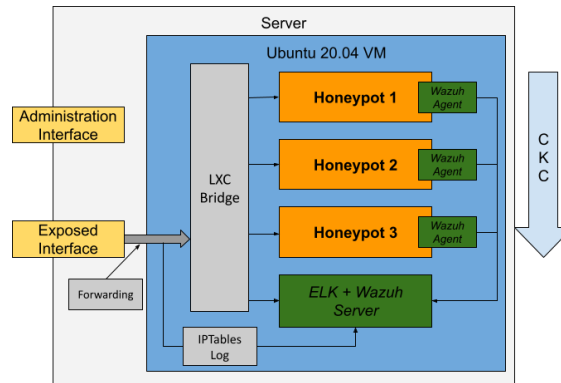 Server
Ubuntu 20.04 VM
Administration
Interface
Exposed
Interface
Forwarding
LXC
Bridge
IPTables
Log
Honeypot 1
Wazuh
Agent
Honeypot 2
Wazuh
Agent
Honeypot 3
Wazuh
Agent
ELK + Wazuh
Server
C
K
C